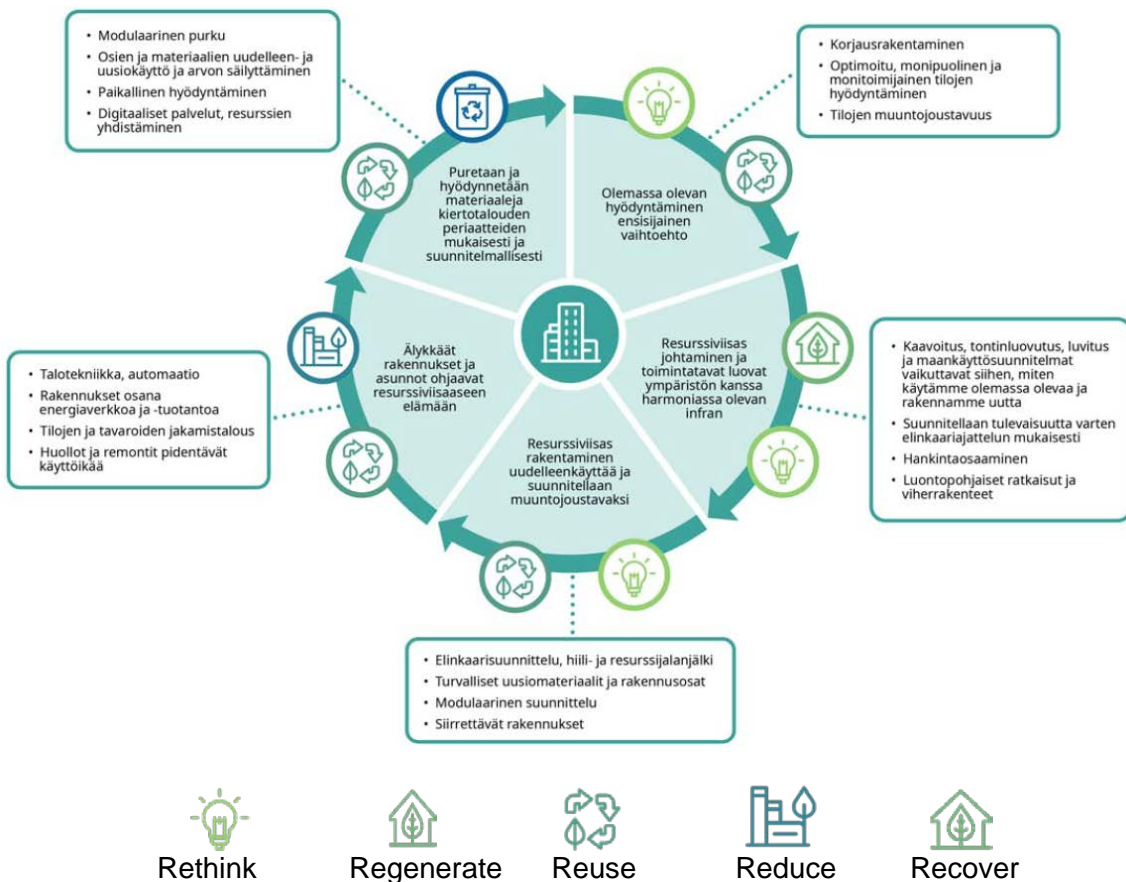 • Modulaarinen purku
• Osien ja materiaalien uudelleen- ja
uusiokäyttö ja arvon säilyttäminen
• Paikallinen hyödyntäminen
• Digitaaliset palvelut, resurssien
yhdistäminen
• Korjausrakentaminen
• Optimoitu, monipuolinen ja
monitoimijainen tilojen
hyödyntäminen
• Tilojen muuntojoustavuus
Puretaan ja
hyödynnetään
materiaaleja
kiertotalouden
periaatteiden
mukaisesti ja
suunnitelmallisesti
Olemassa olevan
hyödyntäminen
ensisijainen
vaihtoehto
Älykkäät
rakennukset ja
asunnot ohjaavat
resurssiviisaaseen
elämään
Resurssiviisas
johtaminen ja
toimintatavat luovat
ympäristön kanssa
harmoniassa olevan
infran
Resurssiviisas
rakentaminen
uudelleenkäyttää ja
suunnitellaan
muuntojoustavaksi
• Talotekniikka, automaatio
• Rakennukset osana
energiaverkkoa ja -tuotantoa
• Tilojen ja tavaroiden jakamistalous
• Huollot ja remontit pidentävät
käyttöikää
• Kaavoitus, tontinluovutus, luvitus
ja maankäyttösuunnitelmat
vaikuttavat siihen, miten
käytämme olemassa olevaa ja
rakennamme uutta
• Suunnitellaan tulevaisuutta varten
elinkaariajattelun mukaisesti
• Hankintaosaaminen
• Luontopohjaiset ratkaisut ja
viherrakenteet
• Elinkaarisuunnittelu, hiili- ja resurssijalanjälki
• Turvalliset uusiomateriaalit ja rakennusosat
• Modulaarinen suunnittelu
• Siirrettävät rakennukset
Rethink
Regenerate
Reuse
Reduce
Recover